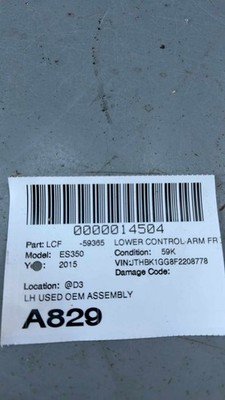 0000014504
Part: LCF -59365 LOWER CONTROL ARM FR
Model: ES350 Condition: 59K
2015 VIN:JTHBK1GG8F2208778
Damage Code:
Location: @D3
LH USED OEM ASSEMBLY
A829